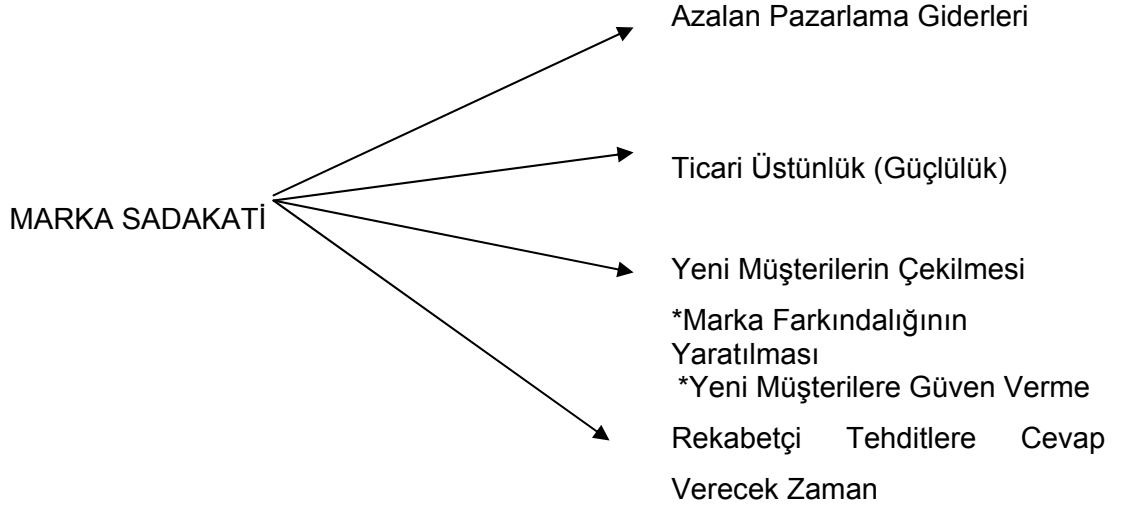 Azalan Pazarlama Giderleri
Ticari Üstünlük (Güçlülük)
MARKA SADAKATİ
Yeni Müşterilerin Çekilmesi
*Marka Farkındalığının
Yaratılması
*Yeni Müşterilere Güven Verme
Rekabetçi Tehditlere Cevap
Verecek Zaman